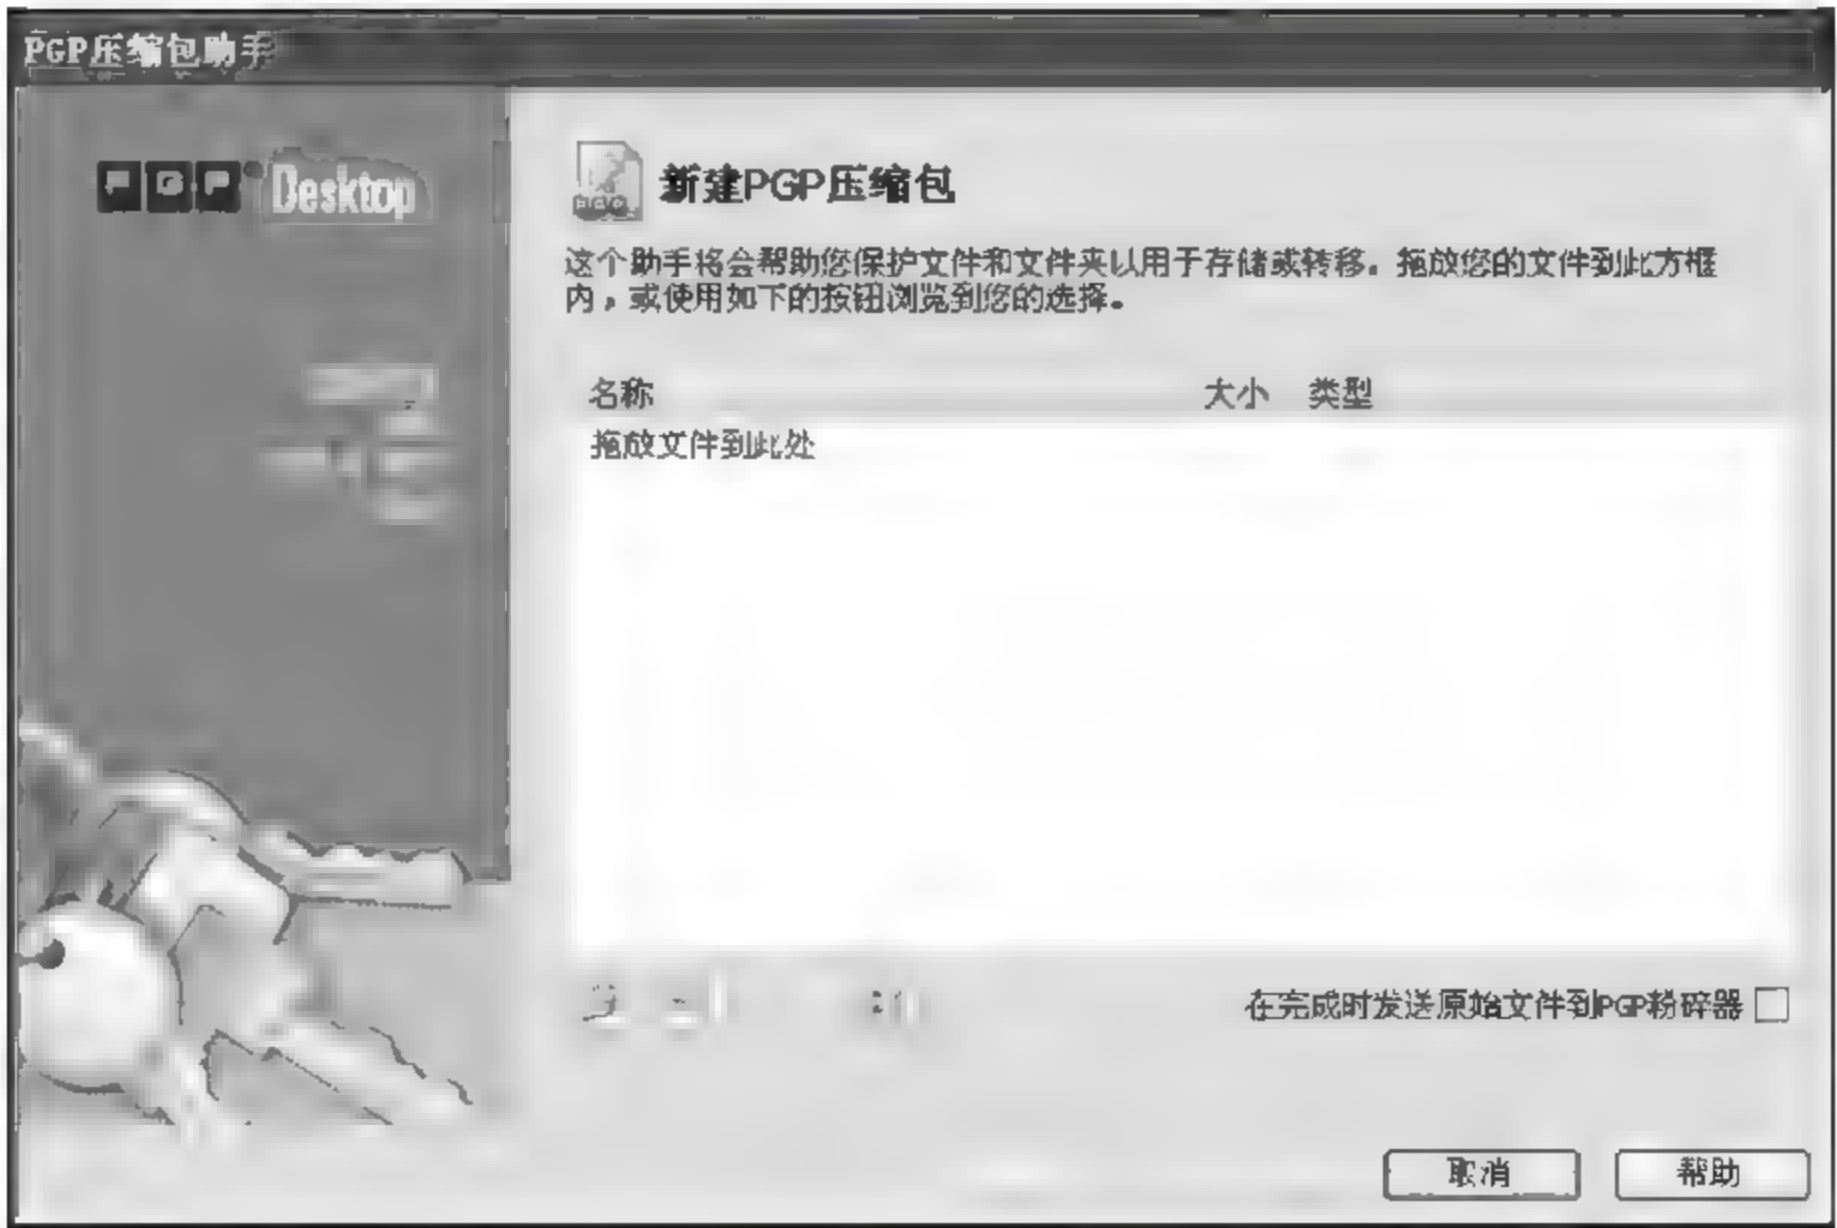 PGP压缩包助手
PGP Desktop
新建PGP压缩包
这个助手将会帮助您保护文件和文件夹以用于存储或转移。拖放您的文件到此方框
内，或使用如下的按钮浏览到您的选择。
名称 大小 类型
拖放文件到此处
在完成时发送原始文件到PGP粉碎器
取消 帮助